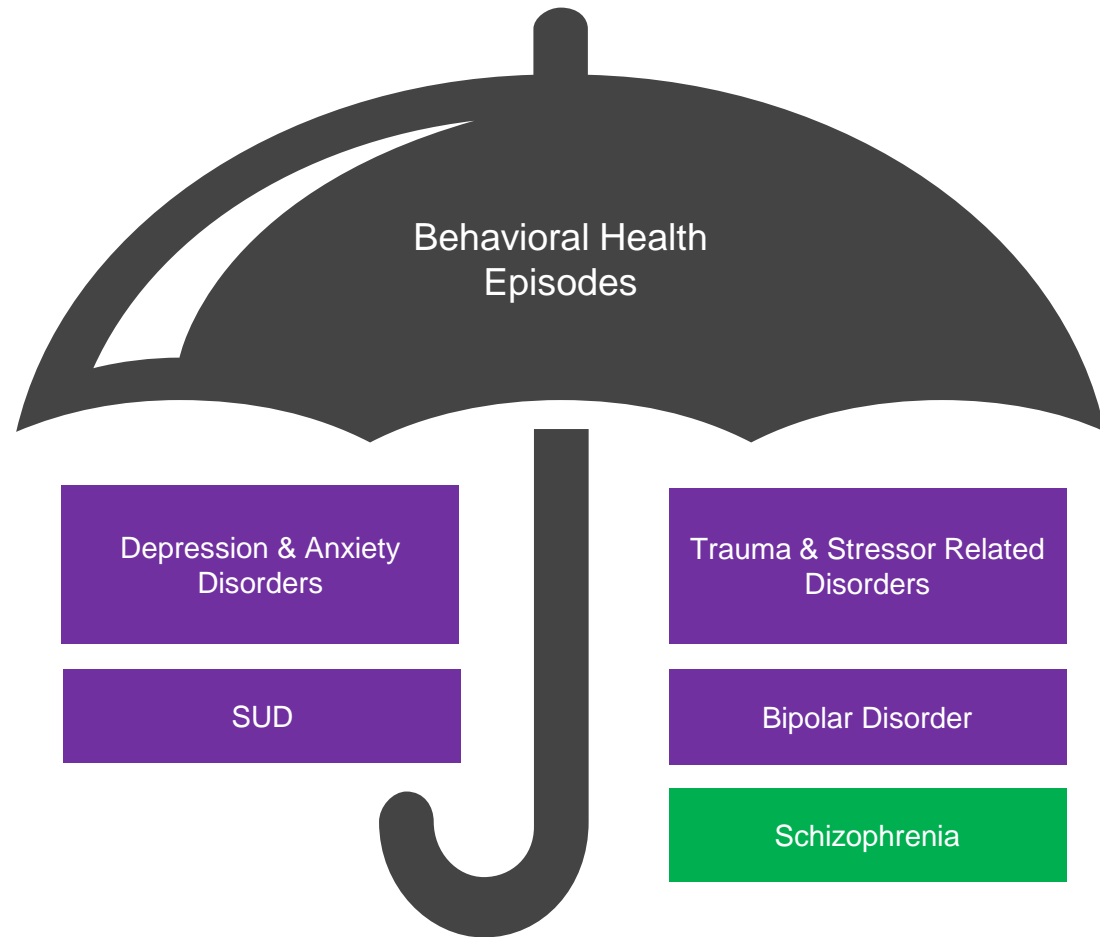 Behavioral Health
Episodes
Depression & Anxiety
Disorders
Trauma & Stressor Related
Disorders
SUD
Bipolar Disorder
Schizophrenia